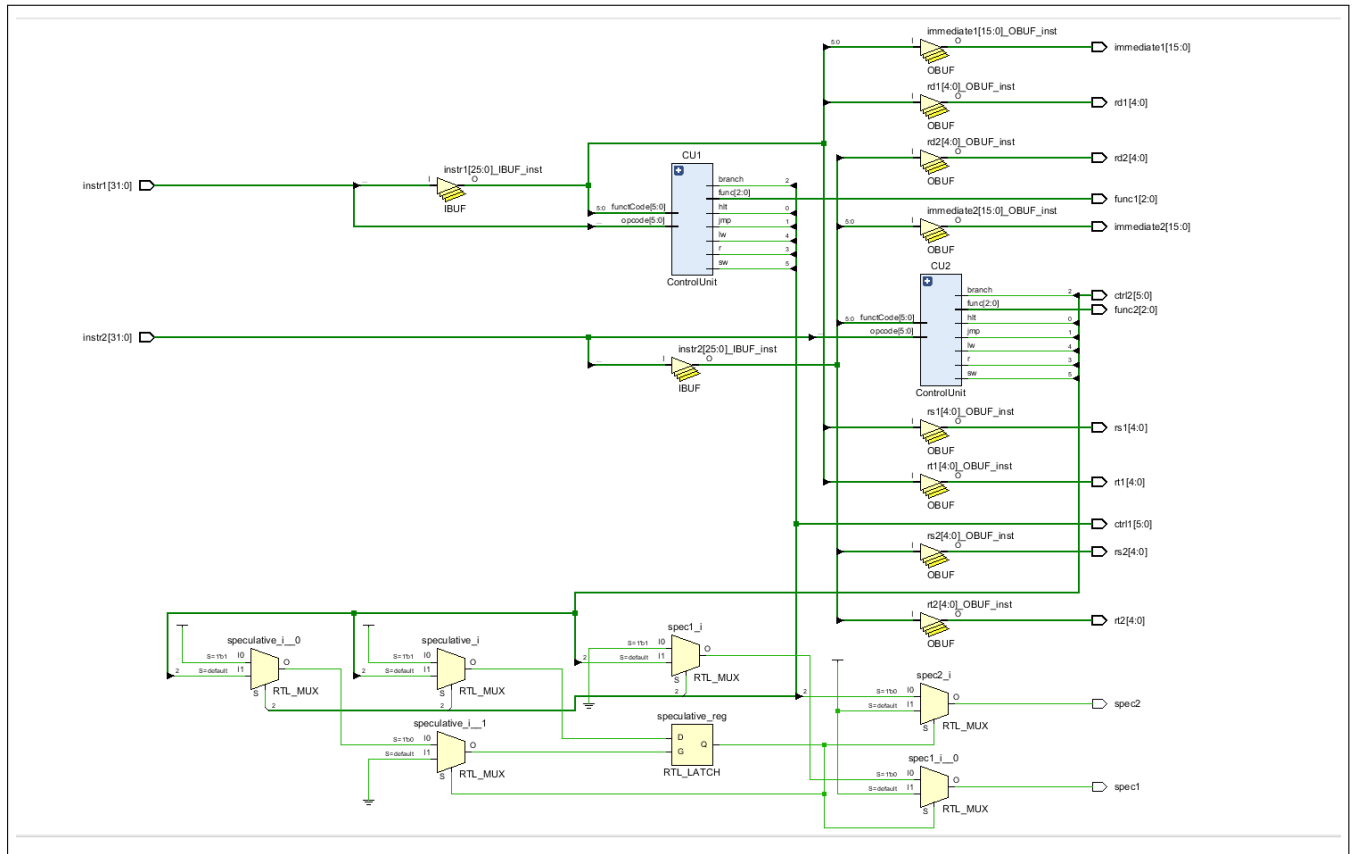 immediate1[15:0]_OBUF_inst
5:0 I O immediate1[15:0]
OBUF
rd1[4:0]_OBUF_inst
I O rd1[4:0]
OBUF
rd2[4:0]_OBUF_inst
I O rd2[4:0]
OBUF
instr1[31:0]
instr1[25:0]_IBUF_inst
I O
IBUF
CU1
branch 2
func[2:0]
5:0 functCode[5:0] hlt 0
opcode[5:0] jmp 1
lw 4
r 3
sw 5
ControlUnit
func1[2:0]
immediate2[15:0]_OBUF_inst
5:0 I O immediate2[15:0]
OBUF
CU2
branch 2 ctrl2[5:0]
func[2:0] func2[2:0]
5:0 functCode[5:0] hlt 0
opcode[5:0] jmp 1
lw 4
r 3
sw 5
ControlUnit
instr2[31:0]
instr2[25:0]_IBUF_inst
I O
IBUF
rs1[4:0]_OBUF_inst
I O rs1[4:0]
OBUF
rt1[4:0]_OBUF_inst
I O rt1[4:0]
OBUF
ctrl1[5:0]
rs2[4:0]_OBUF_inst
I O rs2[4:0]
OBUF
rt2[4:0]_OBUF_inst
I O rt2[4:0]
OBUF
speculative_i__0
S=1'b1 I0 O
2 S=default I1
S RTL_MUX
2
speculative_i
S=1'b1 I0 O
2 S=default I1
S RTL_MUX
2
spec1_i
S=1'b1 I0 O
2 S=default I1
RTL_MUX
2 S
spec2_i
2 S=1'b0 I0 O
S=default I1
S RTL_MUX
spec2
speculative_i__1
S=1'b0 I0 O
S=default I1
S RTL_MUX
speculative_reg
D
G Q
RTL_LATCH
spec1_i__0
S=1'b0 I0 O
S=default I1
S RTL_MUX
spec1